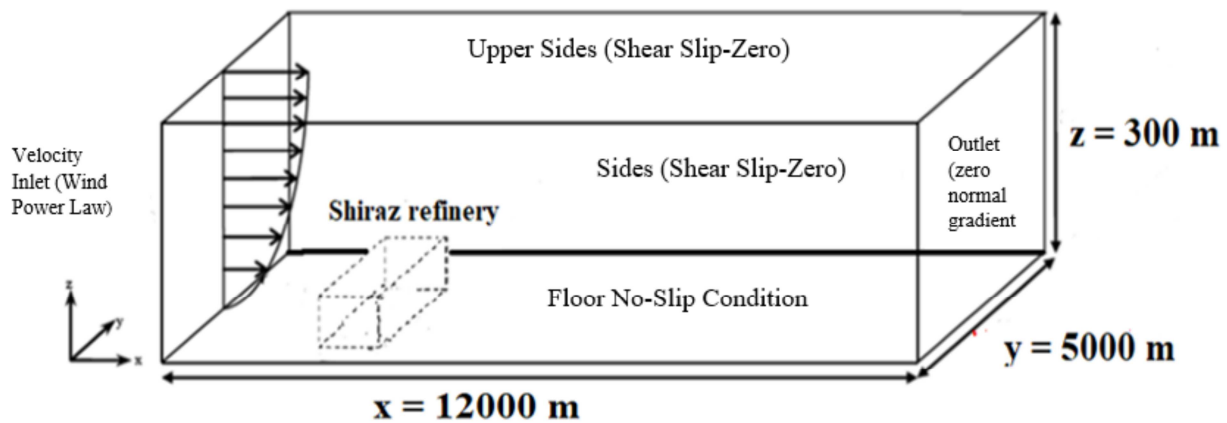 Upper Sides (Shear Slip-Zero)
Velocity
Inlet (Wind
Power Law)
Sides (Shear Slip-Zero)
Outlet
(zero
normal
gradient
z = 300 m
Shiraz refinery
Floor No-Slip Condition
z
y
x
y = 5000 m
x = 12000 m